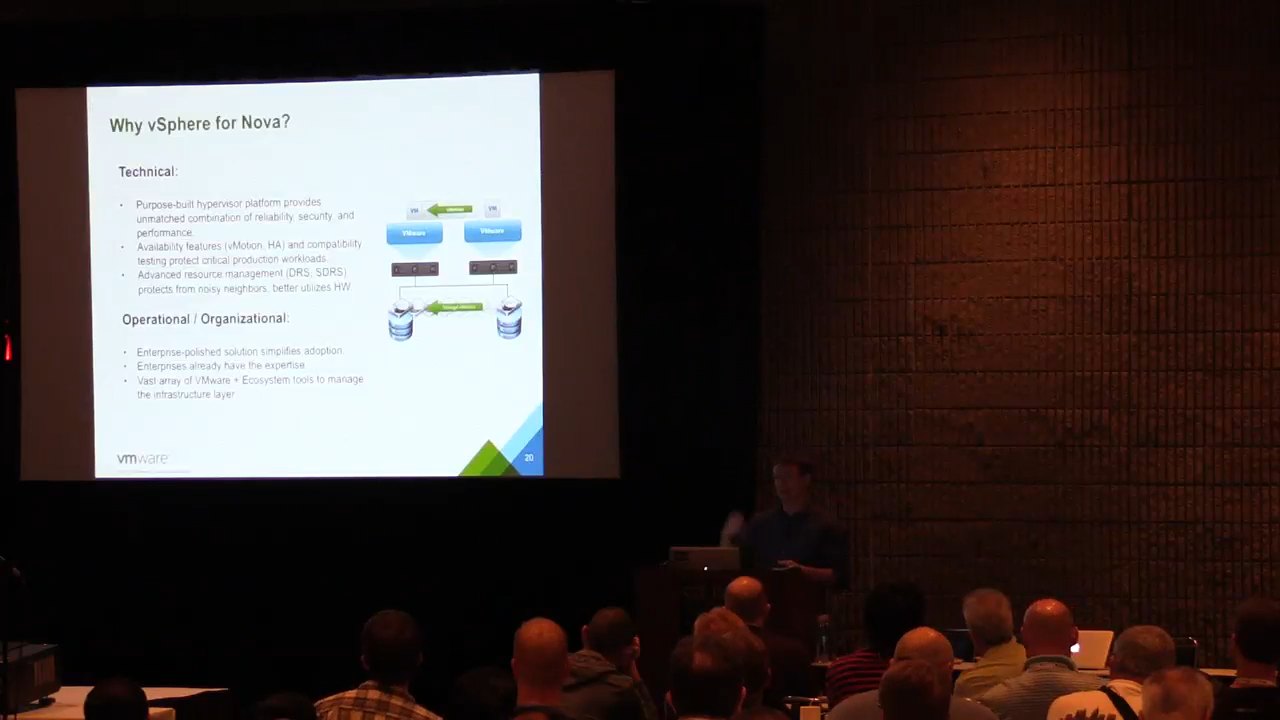 Why vSphere for Nova?
Technical:
• Purpose-built hypervisor platform provides
unmatched combination of reliability, security, and
performance.
• Availability features (vMotion, HA) and compatibility
testing protect critical production workloads.
• Advanced resource management (DRS, SDRS)
protects from noisy neighbors, better utilizes HW
VM VM
VMware VMware
Operational / Organizational:
• Enterprise-polished solution simplifies adoption.
• Enterprises already have the expertise.
• Vast array of VMware + Ecosystem tools to manage
the infrastructure layer
vmware
20